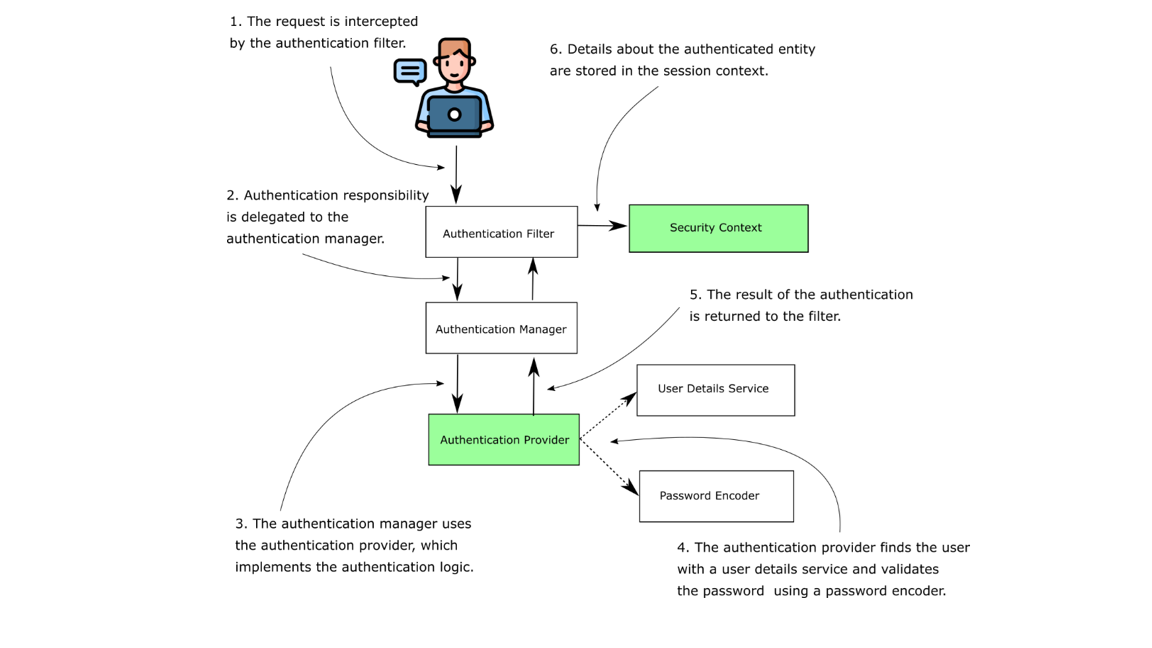 1. The request is intercepted
by the authentication filter.
6. Details about the authenticated entity
are stored in the session context.
2. Authentication responsibility
is delegated to the
authentication manager.
Authentication Filter
Security Context
5. The result of the authentication
is returned to the filter.
Authentication Manager
User Details Service
Authentication Provider
Password Encoder
3. The authentication manager uses
the authentication provider, which
implements the authentication logic.
4. The authentication provider finds the user
with a user details service and validates
the password  using a password encoder.